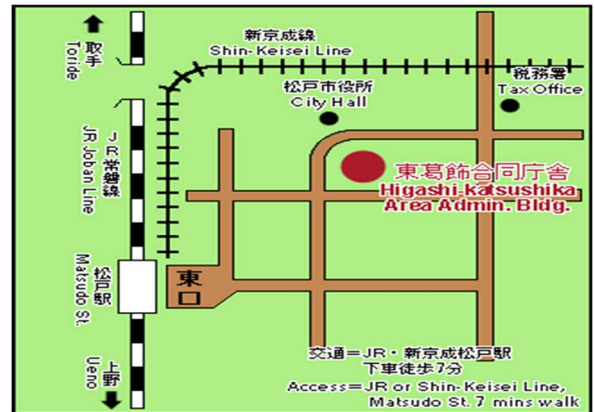 取手
Toride
新京成線
Shin-Keisei Line
松戸市役所
City Hall
税務署
Tax Office
JR常磐線
JR Joban Line
東葛飾合同庁舎
Higashi-katsushika
Area Admin. Bldg.
松戸駅
Matsudo St.
東口
上野
Ueno
交通=JR・新京成松戸駅
下車徒歩7分
Access=JR or Shin-Keisei Line,
Matsudo St. 7 mins walk